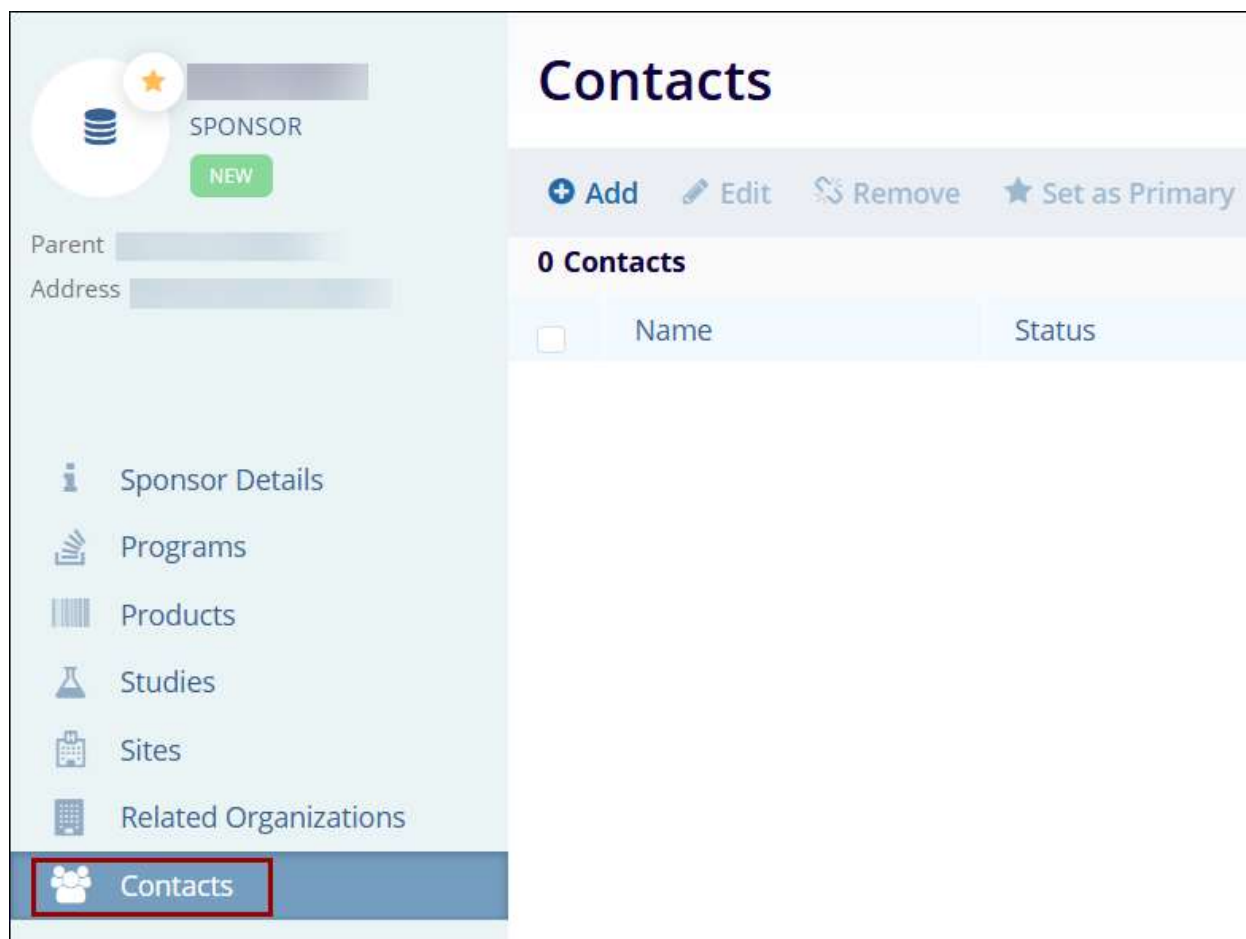 SPONSOR
NEW
Parent
Address
Sponsor Details
Programs
Products
Studies
Sites
Related Organizations
Contacts
Contacts
Add Edit Remove Set as Primary
0 Contacts
Name Status